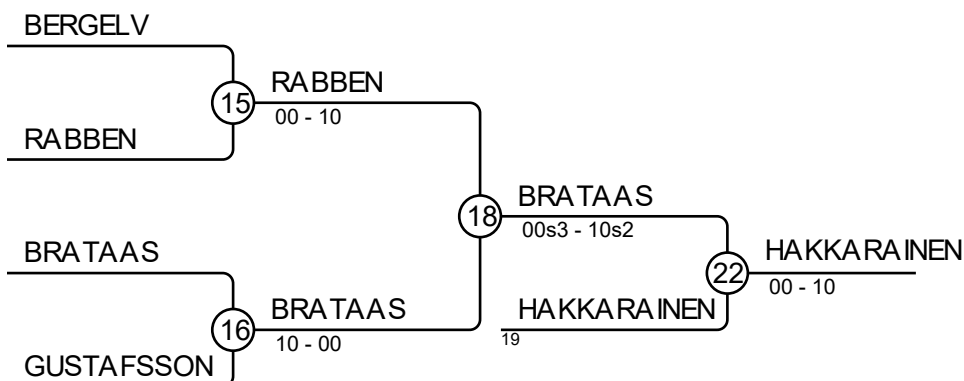 BERGELV
15
RABBEN
00 - 10
RABBEN
18
BRATAAS
00s3 - 10s2
BRATAAS
16
BRATAAS
10 - 00
GUSTAFSSON
22
HAKKARAINEN
00 - 10
HAKKARAINEN
19